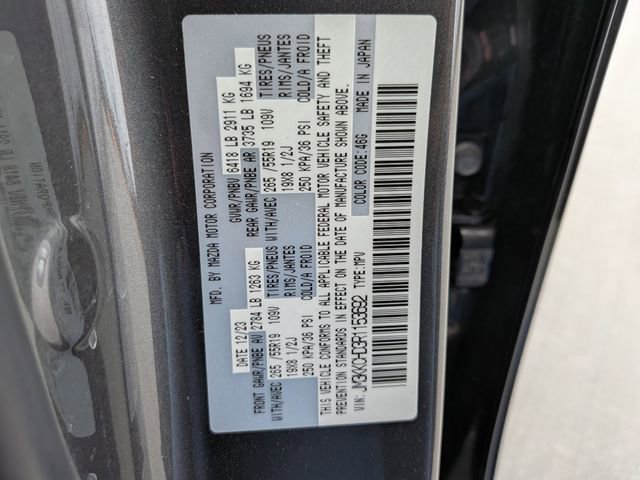 MFD. BY MAZDA MOTOR CORPORATION
DATE 12/23 GVWR/PNBV 6418 LB 2911 KG
FRONT GAWR/PNBE AV 2784 LB 1263 KG REAR GAWR/PNBE AR 3735 LB 1694 KG
WITH/AVEC 265 /55R19 109V TIRES/PNEUS WITH/AVEC 265 /55R19 109V TIRES/PNEUS
19X8 1/2J RIMS/JANTES 19X8 1/2J RIMS/JANTES
250 KPA/36 PSI COLD/A FROID 250 KPA/36 PSI COLD/A FROID
THIS VEHICLE CONFORMS TO ALL APPLICABLE FEDERAL MOTOR VEHICLE SAFETY AND THEFT
PREVENTION STANDARDS IN EFFECT ON THE DATE OF MANUFACTURE SHOWN ABOVE.
COLOR CODE: 46G MADE IN JAPAN
VIN: TYPE: MPV